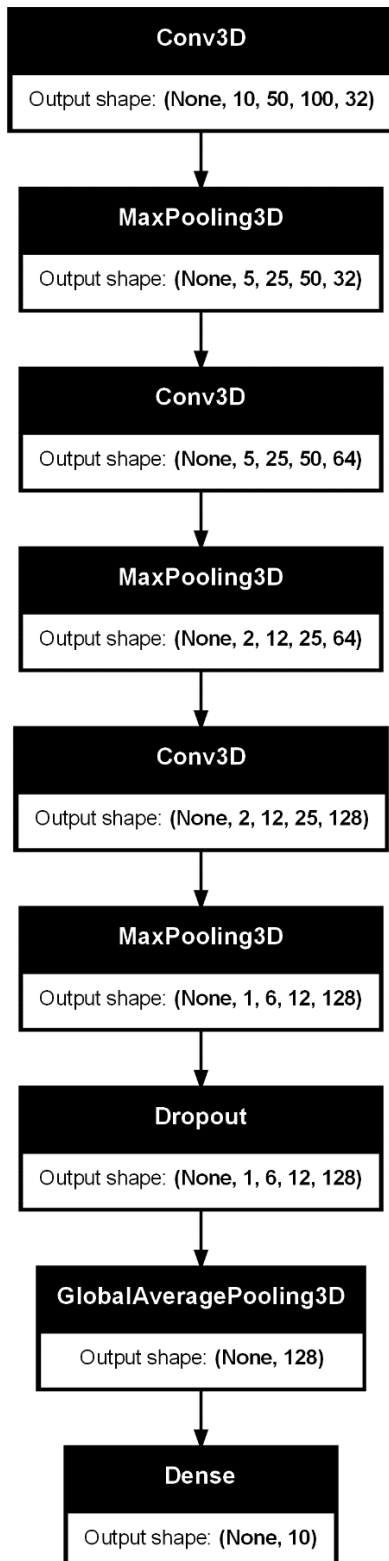 Conv3D
Output shape: (None, 10, 50, 100, 32)
MaxPooling3D
Output shape: (None, 5, 25, 50, 32)
Conv3D
Output shape: (None, 5, 25, 50, 64)
MaxPooling3D
Output shape: (None, 2, 12, 25, 64)
Conv3D
Output shape: (None, 2, 12, 25, 128)
MaxPooling3D
Output shape: (None, 1, 6, 12, 128)
Dropout
Output shape: (None, 1, 6, 12, 128)
GlobalAveragePooling3D
Output shape: (None, 128)
Dense
Output shape: (None, 10)